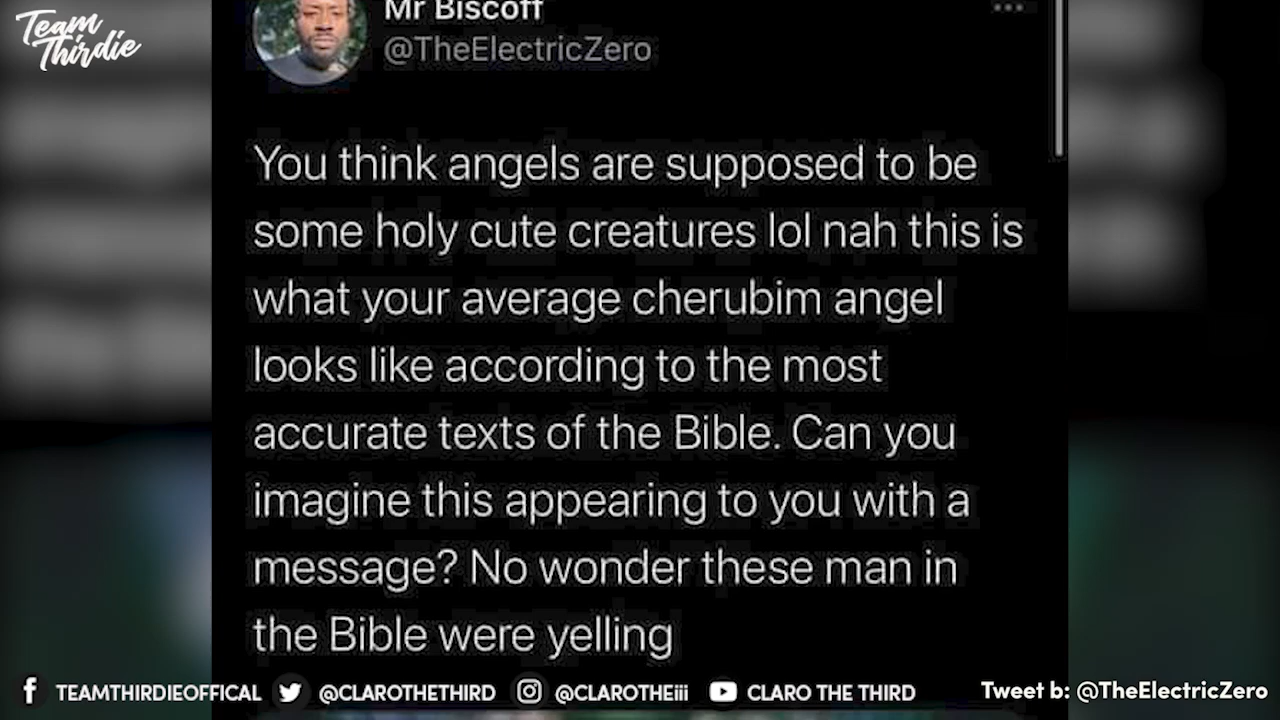 Team
Thirdie
Mr Biscoff
@TheElectricZero
You think angels are supposed to be
some holy cute creatures lol nah this is
what your average cherubim angel
looks like according to the most
accurate texts of the Bible. Can you
imagine this appearing to you with a
message? No wonder these man in
the Bible were yelling
TEAMTHIRDIEOFFICAL @CLAROTHETHIRD @CLAROTHEiii CLARO THE THIRD Tweet b: @TheElectricZero